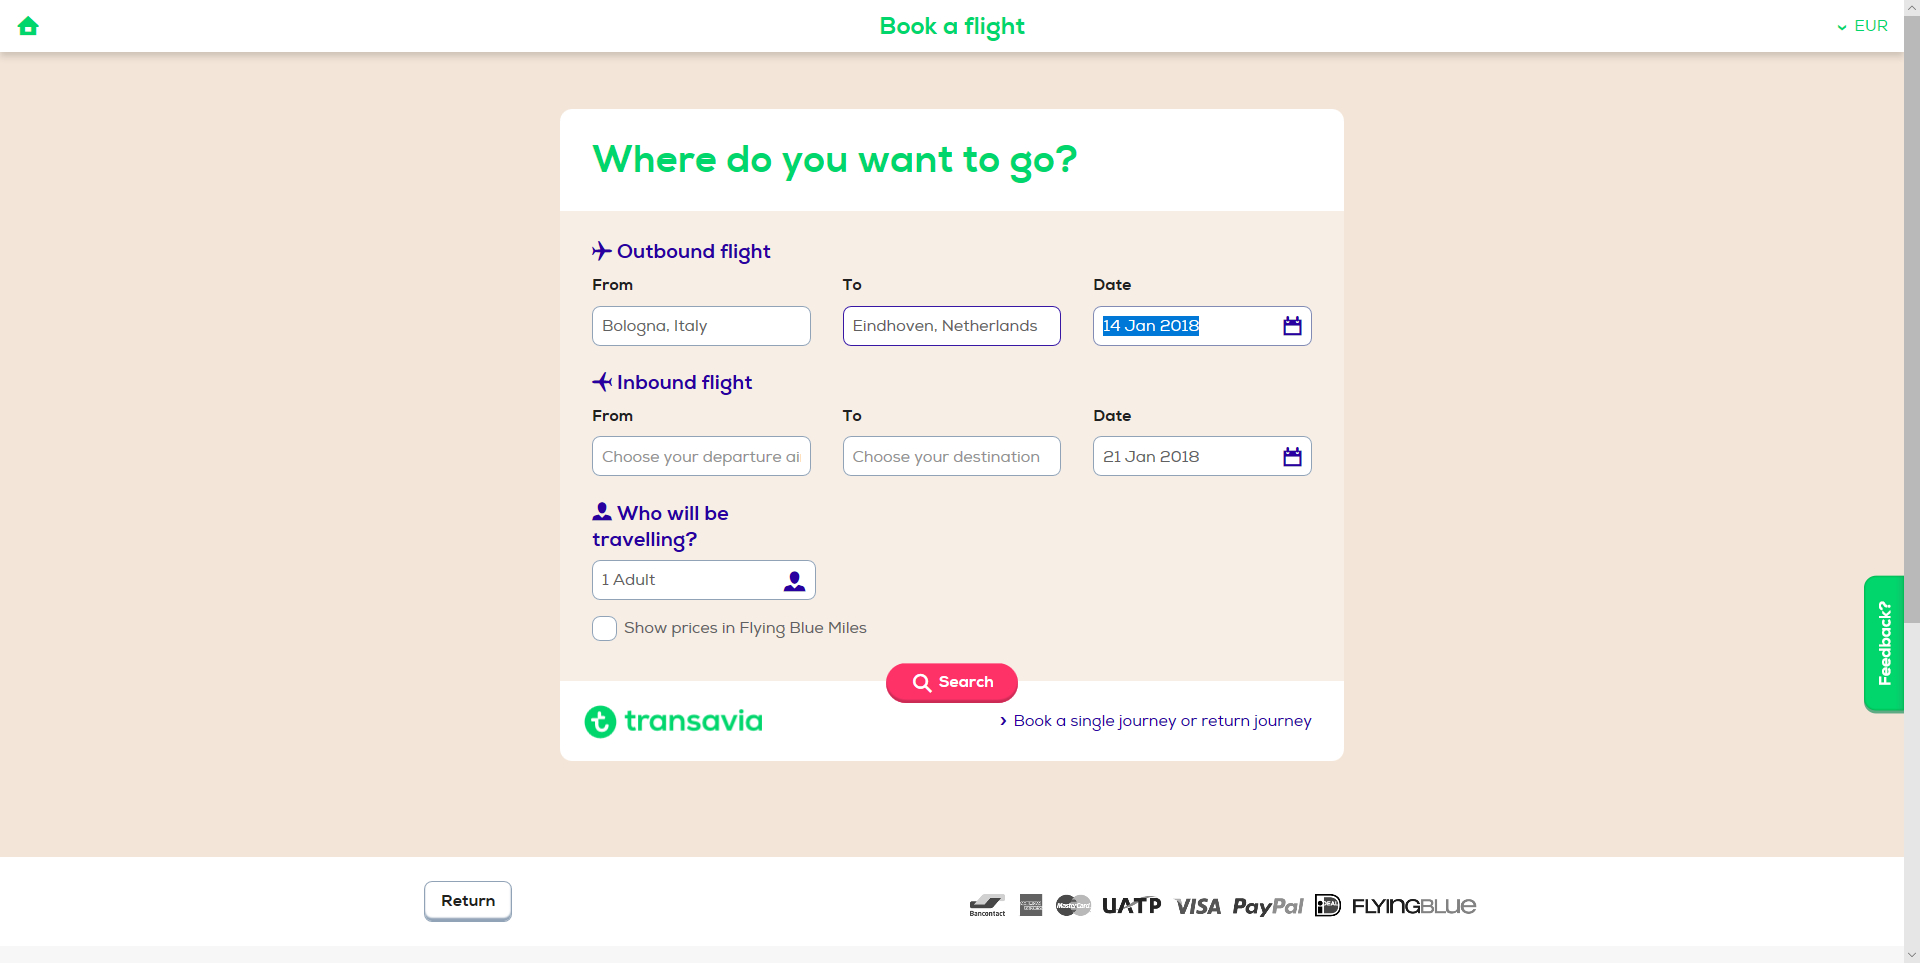 Book a flight
EUR
Where do you want to go?
Outbound flight
From
To
Date
Bologna, Italy
Eindhoven, Netherlands
14 Jan 2018
Inbound flight
From
To
Date
Choose your departure ai
Choose your destination
21 Jan 2018
Who will be
travelling?
1 Adult
Show prices in Flying Blue Miles
Search
Feedback?
transavia
Book a single journey or return journey
Return
Bancontact
MasterCard
UATP
VISA
PayPal
iDEAL
FLYINGBLUE